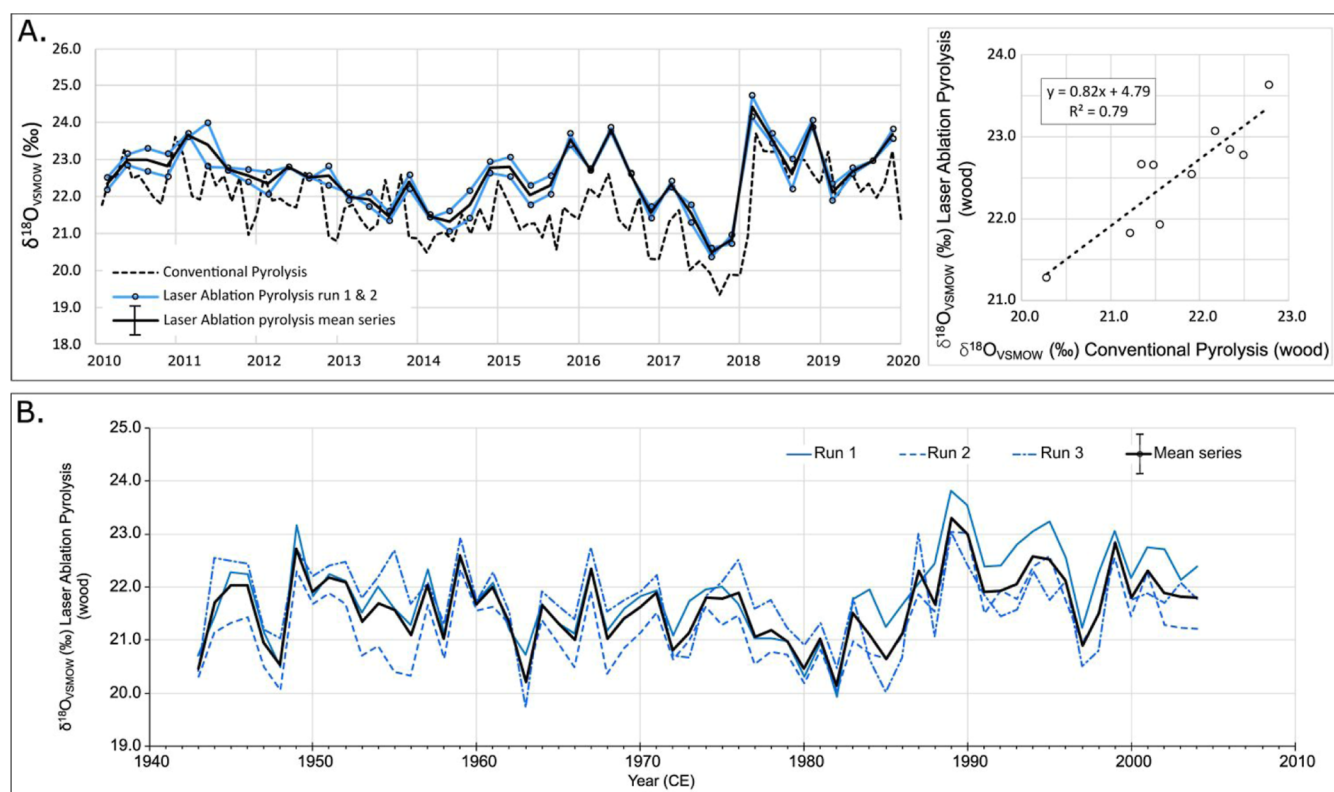 A.
26.0
25.0
24.0
23.0
22.0
21.0
20.0
19.0
18.0
δ¹⁸O_VSMOW (‰)
Conventional Pyrolysis
Laser Ablation Pyrolysis run 1 & 2
Laser Ablation pyrolysis mean series
2010 2011 2012 2013 2014 2015 2016 2017 2018 2019 2020
δ¹⁸O_VSMOW (‰) Laser Ablation Pyrolysis
(wood)
24.0
23.0
22.0
21.0
y = 0.82x + 4.79
R² = 0.79
20.0 21.0 22.0 23.0
δ¹⁸O_VSMOW (‰) Conventional Pyrolysis (wood)
B.
δ¹⁸O_VSMOW (‰) Laser Ablation Pyrolysis
(wood)
25.0
24.0
23.0
22.0
21.0
20.0
19.0
Run 1 Run 2 Run 3 Mean series
1940 1950 1960 1970 1980 1990 2000 2010
Year (CE)